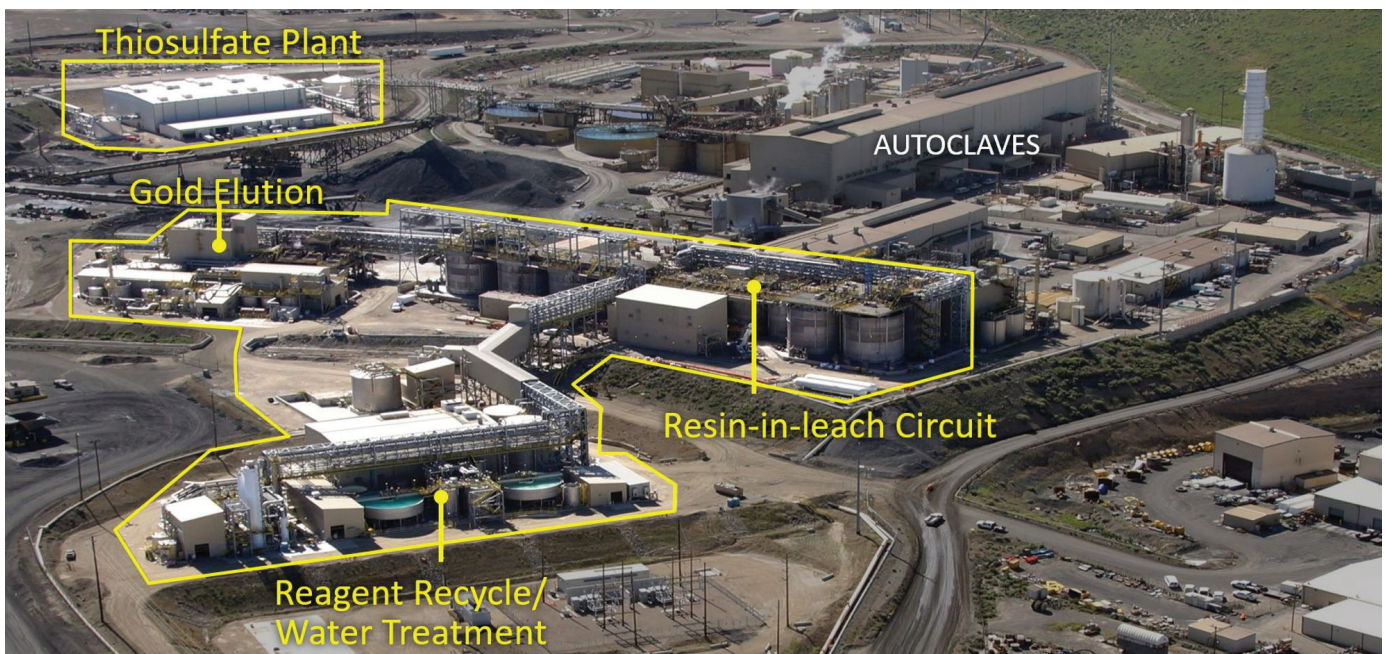 Thiosulfate Plant
AUTOCLAVES
Gold Elution
Resin-in-leach Circuit
Reagent Recycle/
Water Treatment